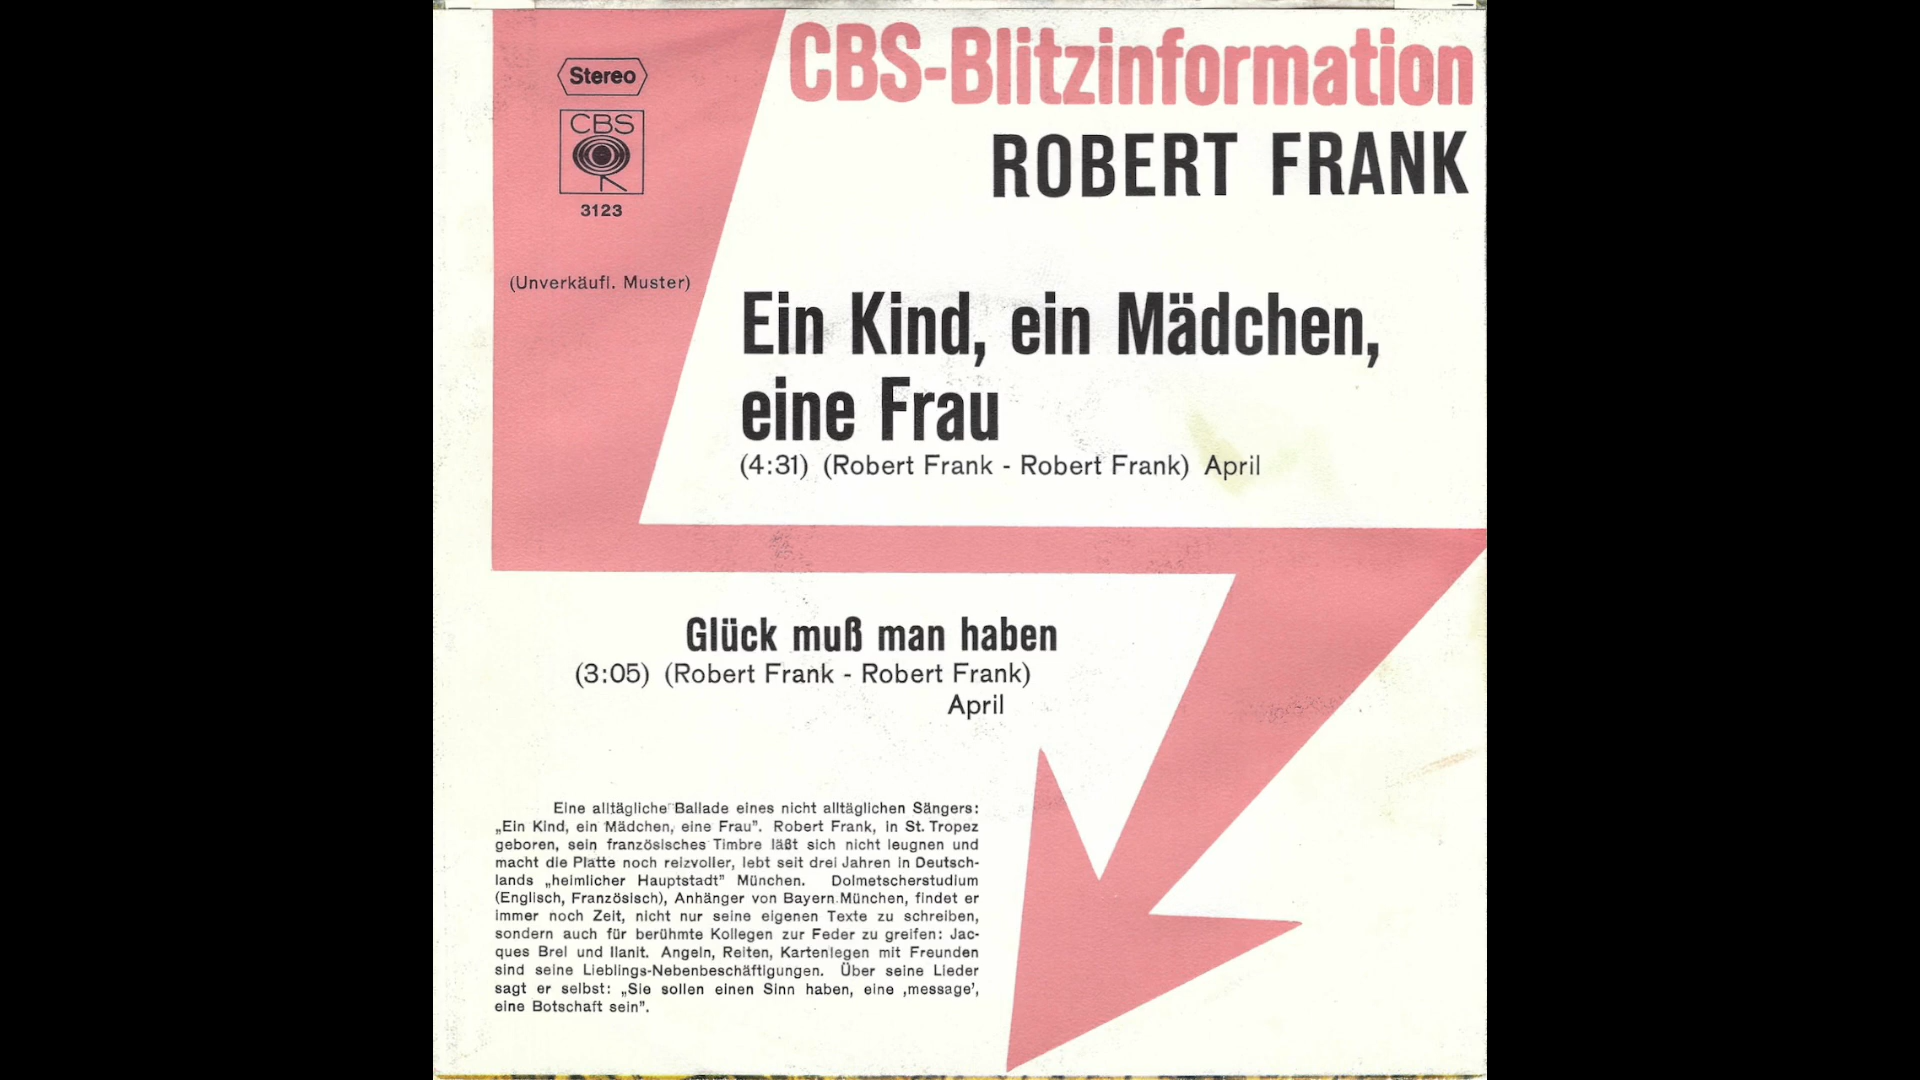 CBS-Blitzinformation
Stereo
CBS
3123
ROBERT FRANK
(Unverkäufl. Muster)
Ein Kind, ein Mädchen,
eine Frau
(4:31) (Robert Frank - Robert Frank) April
Glück muß man haben
(3:05) (Robert Frank - Robert Frank)
April
Eine alltägliche Ballade eines nicht alltäglichen Sängers:
„Ein Kind, ein Mädchen, eine Frau”. Robert Frank, in St. Tropez
geboren, sein französisches Timbre läßt sich nicht leugnen und
macht die Platte noch reizvoller, lebt seit drei Jahren in Deutsch-
lands „heimlicher Hauptstadt” München. Dolmetscherstudium
(Englisch, Französisch), Anhänger von Bayern München, findet er
immer noch Zeit, nicht nur seine eigenen Texte zu schreiben,
sondern auch für berühmte Kollegen zur Feder zu greifen: Jac-
ques Brel und Ilanit. Angeln, Reiten, Kartenlegen mit Freunden
sind seine Lieblings-Nebenbeschäftigungen. Über seine Lieder
sagt er selbst: „Sie sollen einen Sinn haben, eine ‚message’,
eine Botschaft sein”.